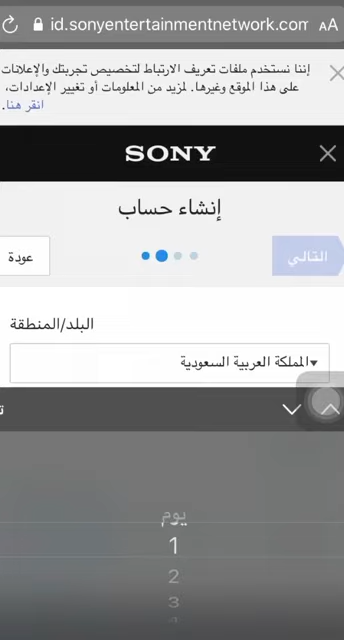 id.sonyentertainmentnetwork.com
AA
إننا نستخدم ملفات تعريف الارتباط لتخصيص تجربتك والإعلانات
على هذا الموقع وغيرها. لمزيد من المعلومات أو تغيير الإعدادات،
انقر هنا.
SONY
إنشاء حساب
التالي
عودة
البلد/المنطقة
المملكة العربية السعودية
يوم
1
2
3